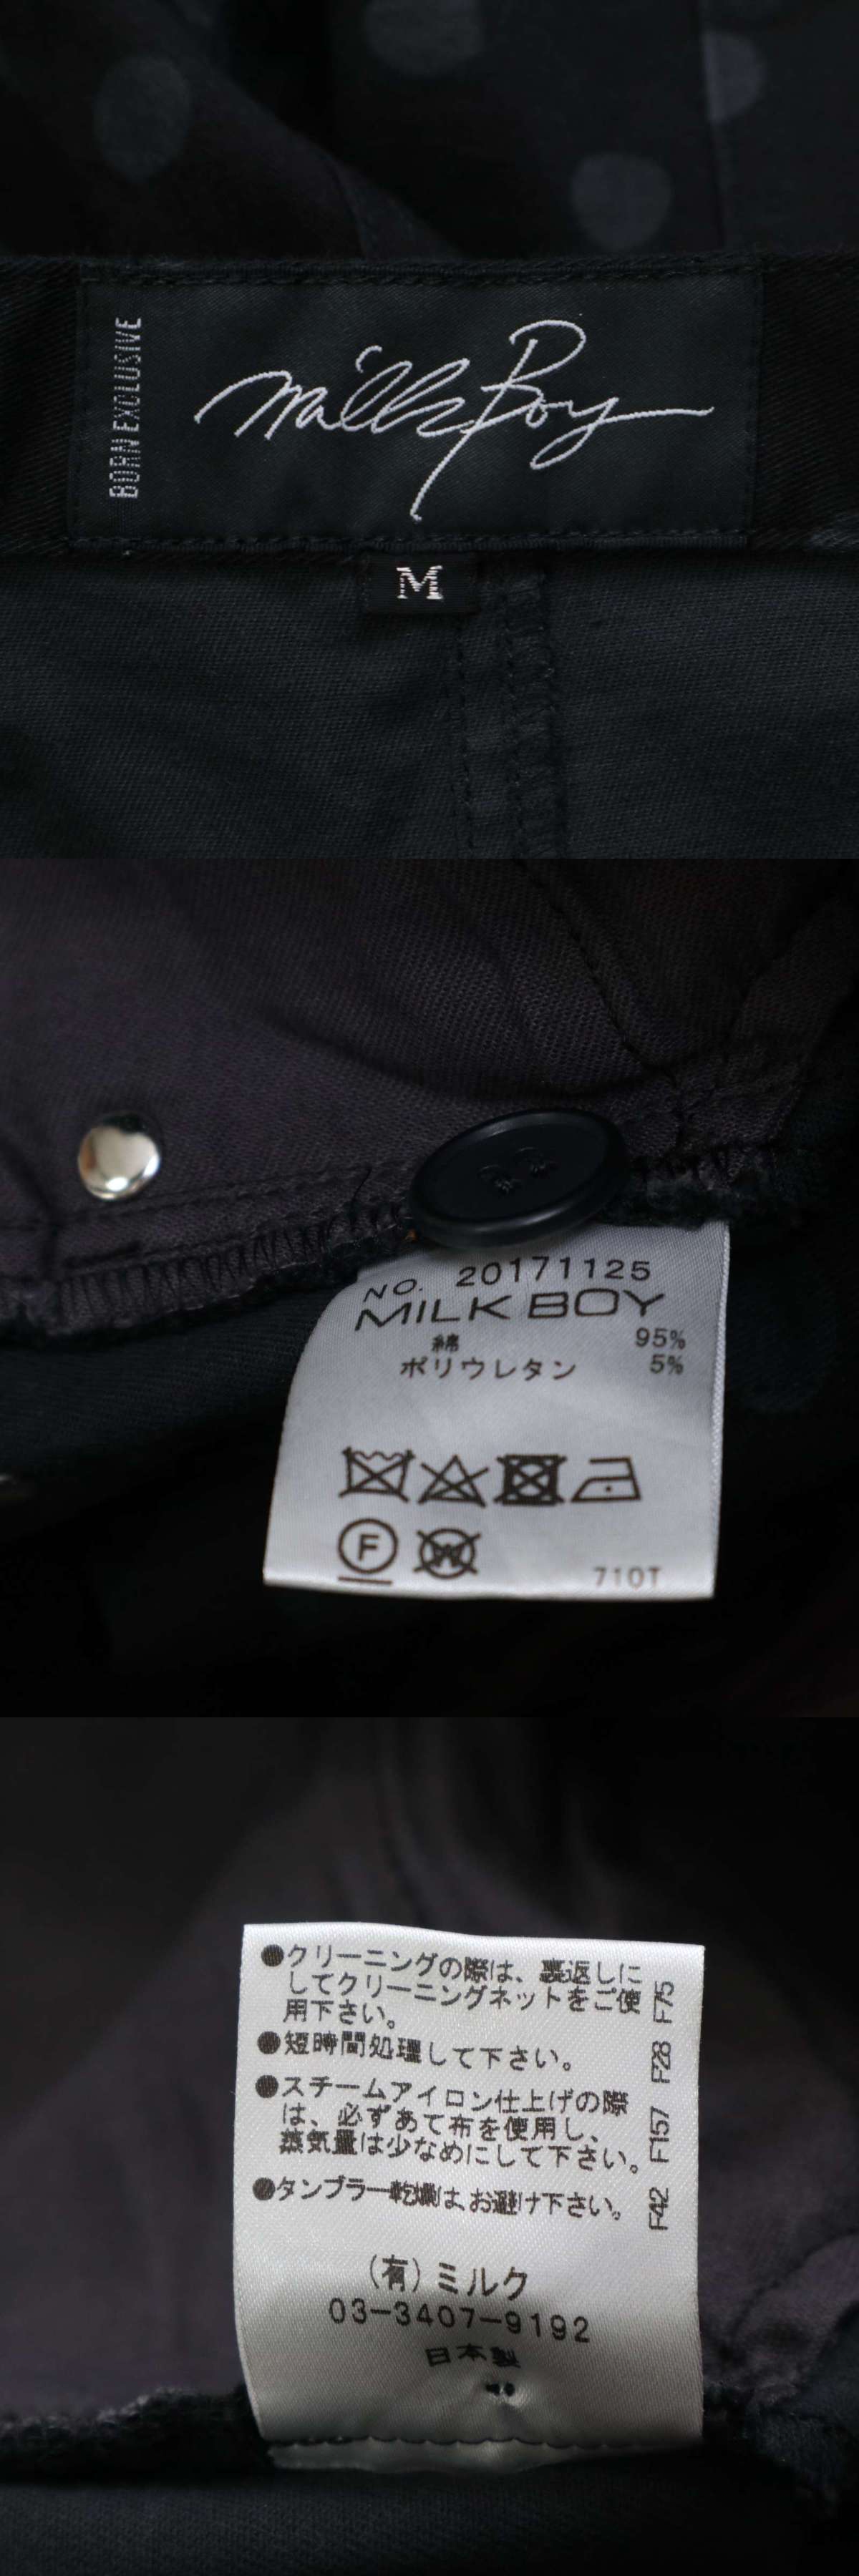 BORN EXCLUSIVE
milk Boy
M
NO. 20171125
MILK BOY
綿 95%
ポリウレタン 5%
F
W
710T
●クリーニングの際は、裏返しに
してクリーニングネットをご使
用下さい。
●短時間処理して下さい。
●スチームアイロン仕上げの際
は、必ずあて布を使用し、
蒸気量は少なめにして下さい。
●タンブラー乾燥は、お避け下さい。
F42 F157 F28 F75
(有)ミルク
03-3407-9192
日本製